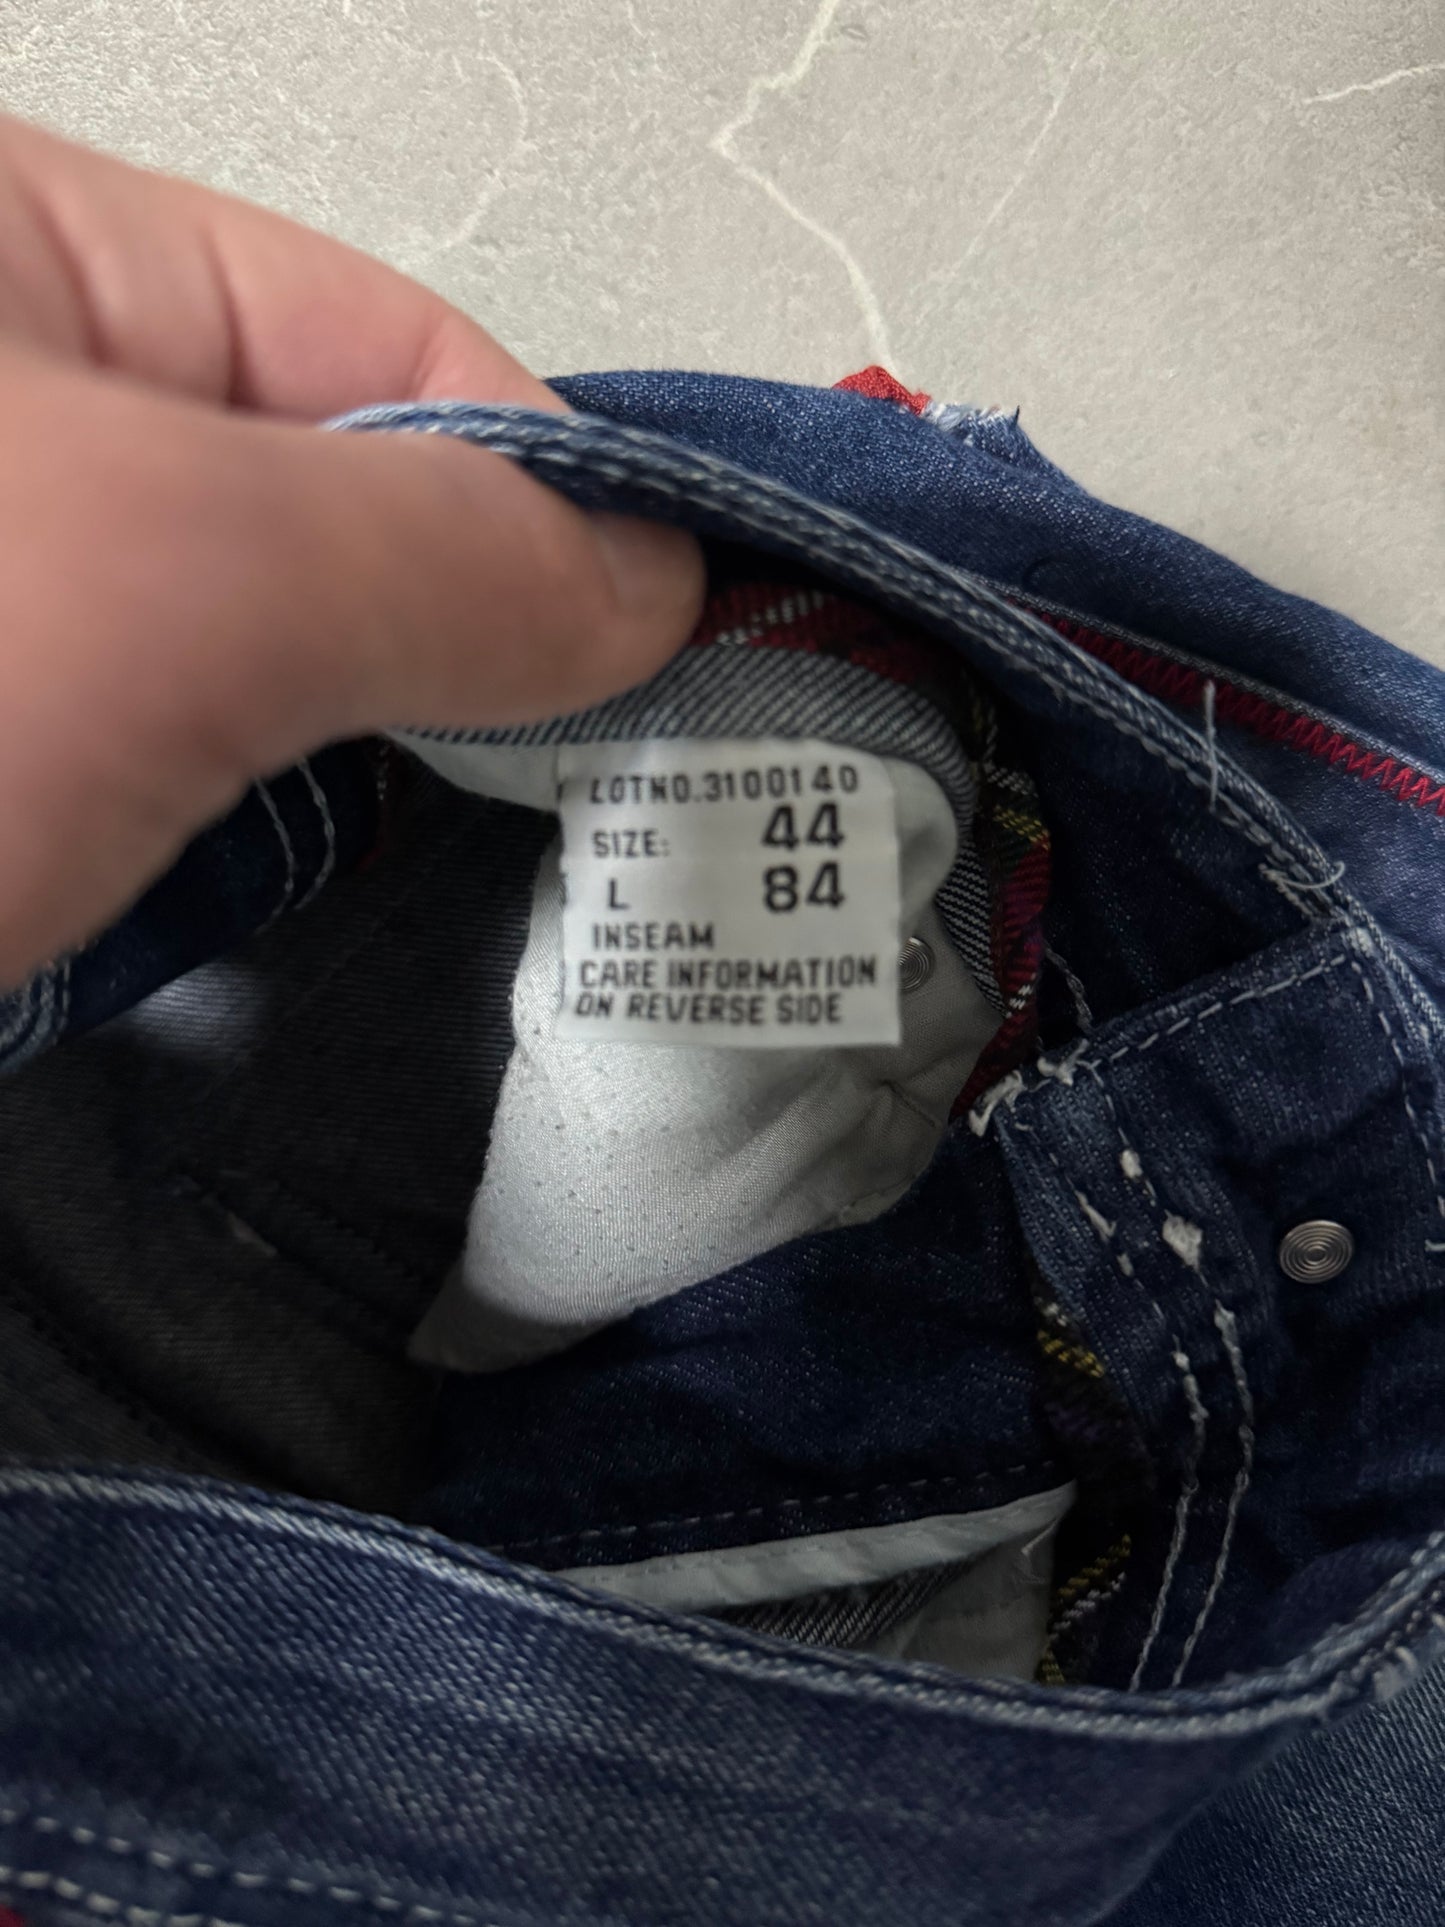 LOTNO.3100140
SIZE: 44
L 84
INSEAM
CARE INFORMATION
ON REVERSE SIDE